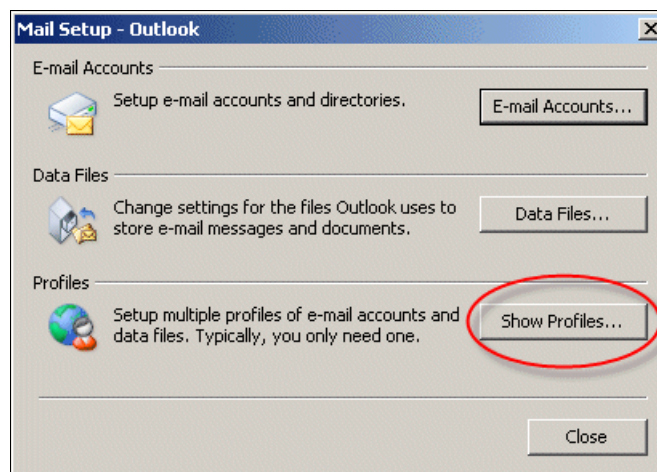 Mail Setup - Outlook
E-mail Accounts
Setup e-mail accounts and directories.
E-mail Accounts...
Data Files
Change settings for the files Outlook uses to
store e-mail messages and documents.
Data Files...
Profiles
Setup multiple profiles of e-mail accounts and
data files. Typically, you only need one.
Show Profiles...
Close